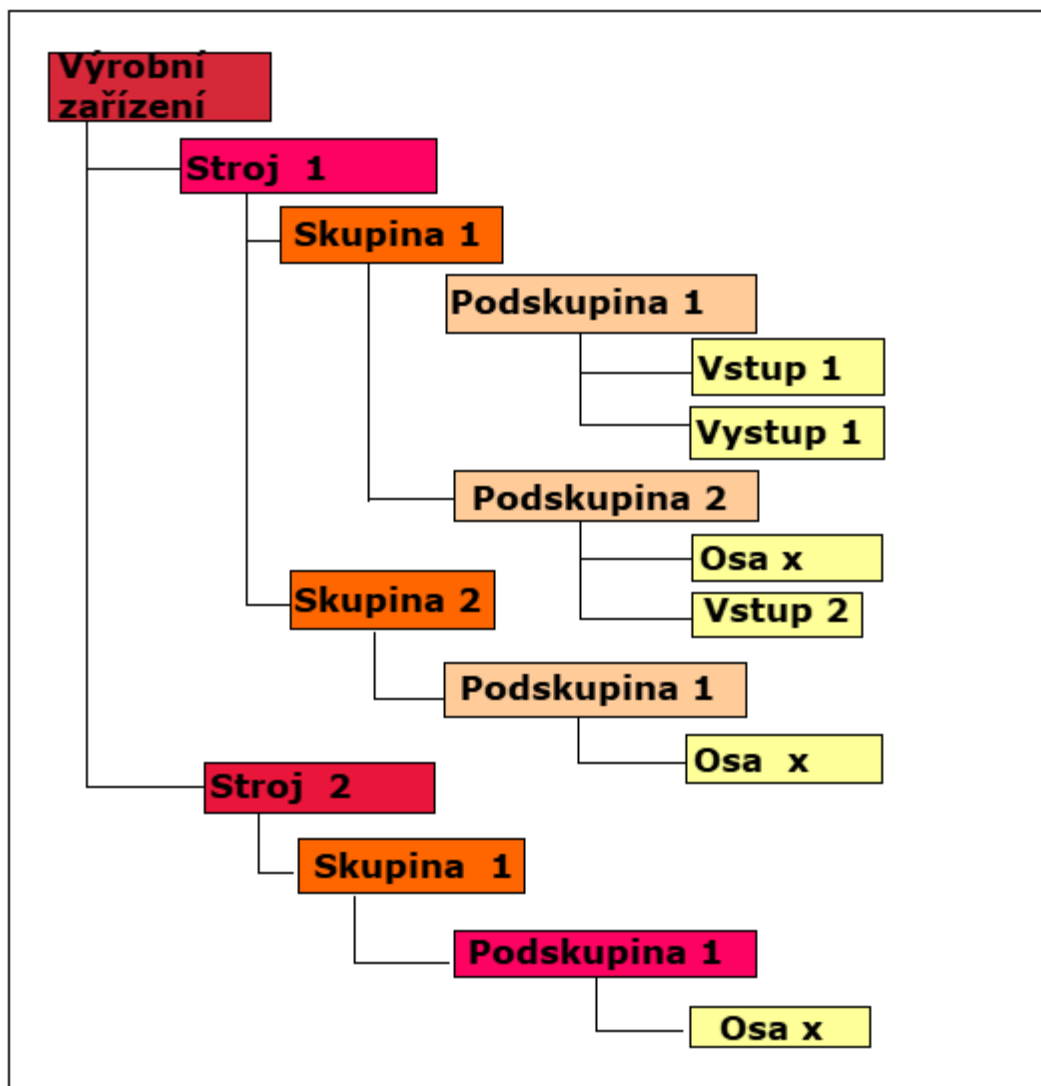 Výrobní
zařízení
Stroj  1
Skupina 1
Podskupina 1
Vstup 1
Vystup 1
Podskupina 2
Osa x
Skupina 2
Vstup 2
Podskupina 1
Osa  x
Stroj  2
Skupina  1
Podskupina 1
Osa x